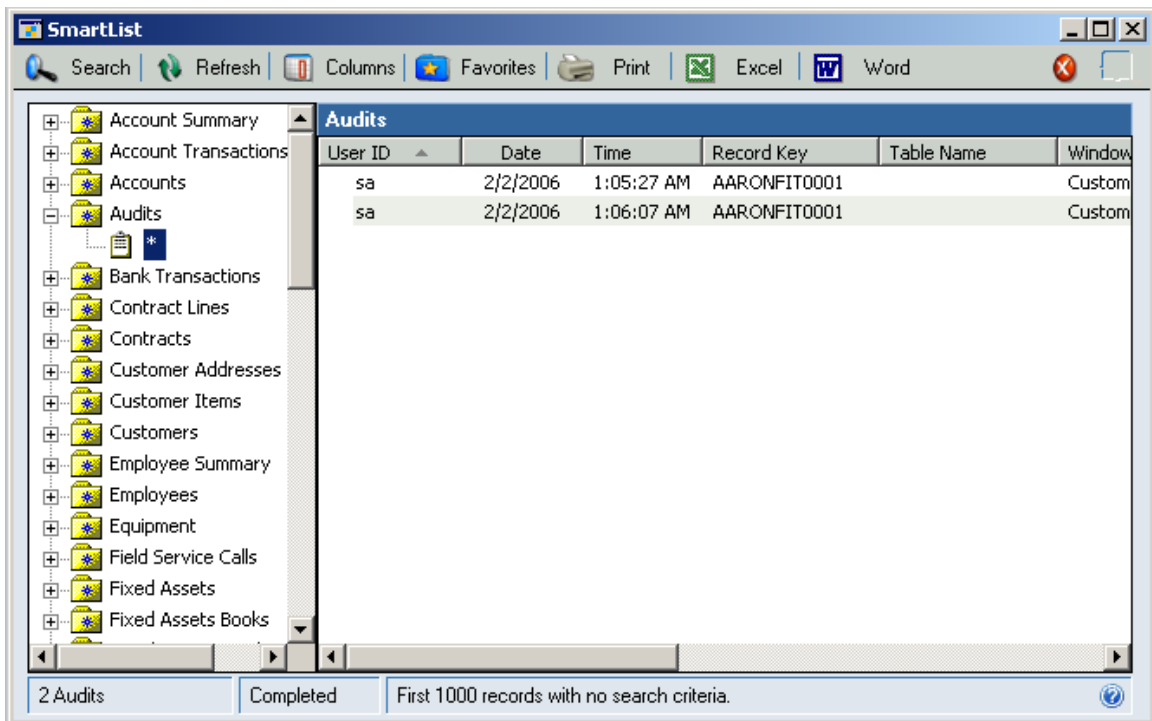 SmartList
Search Refresh Columns Favorites Print Excel Word
Account Summary
Account Transactions
Accounts
Audits
*
Bank Transactions
Contract Lines
Contracts
Customer Addresses
Customer Items
Customers
Employee Summary
Employees
Equipment
Field Service Calls
Fixed Assets
Fixed Assets Books
Audits
User ID Date Time Record Key Table Name Window
sa 2/2/2006 1:05:27 AM AARONFIT0001 Custom
sa 2/2/2006 1:06:07 AM AARONFIT0001 Custom
2 Audits Completed First 1000 records with no search criteria.